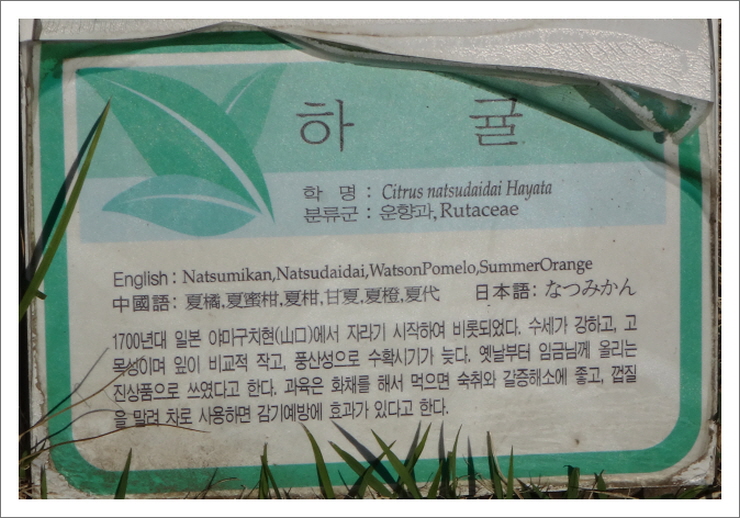 하 귤
학 명 : Citrus natsudaidai Hayata
분류군 : 운향과, Rutaceae
English : Natsumikan,Natsudaidai,WatsonPomelo,SummerOrange
中國語 : 夏橘,夏蜜柑,夏柑,甘夏,夏橙,夏代 日本語 : なつみかん
1700년대 일본 야마구치현(山口)에서 자라기 시작하여 비롯되었다. 수세가 강하고, 고
목성이며 잎이 비교적 작고, 풍산성으로 수확시기가 늦다. 옛날부터 임금님께 올리는
진상품으로 쓰였다고 한다. 과육은 화채를 해서 먹으면 숙취와 갈증해소에 좋고, 껍질
을 말려 차로 사용하면 감기예방에 효과가 있다고 한다.